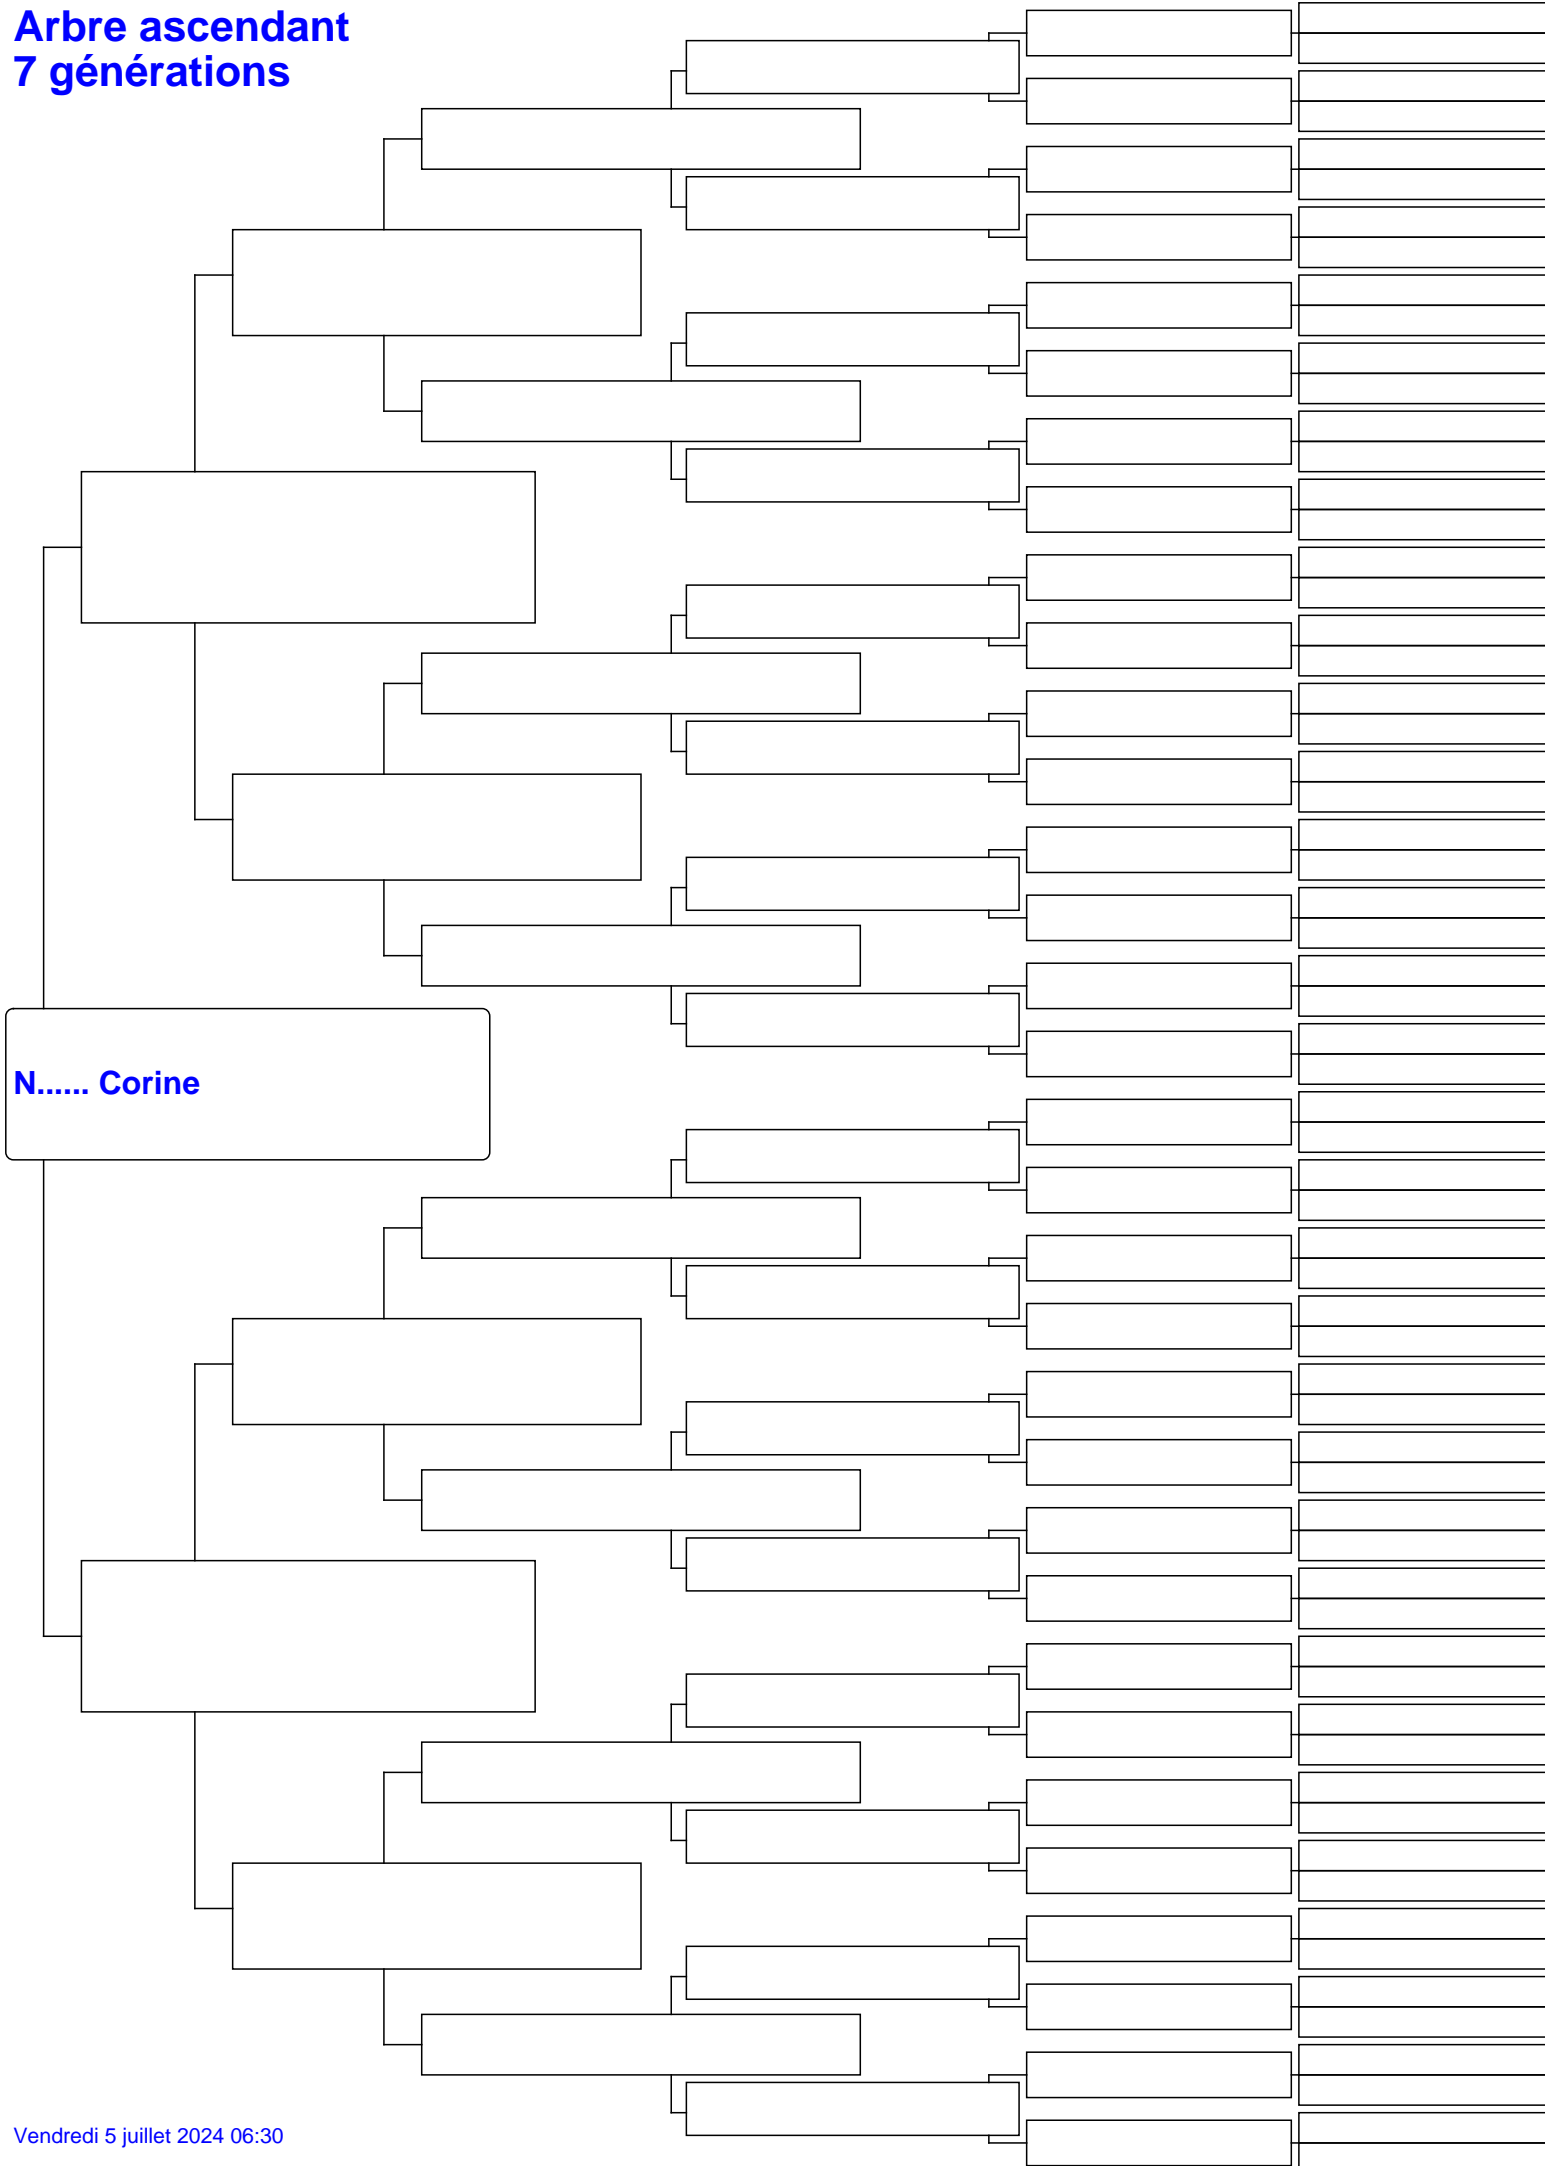 Arbre ascendant
7 générations
N...... Corine
Vendredi 5 juillet 2024 06:30